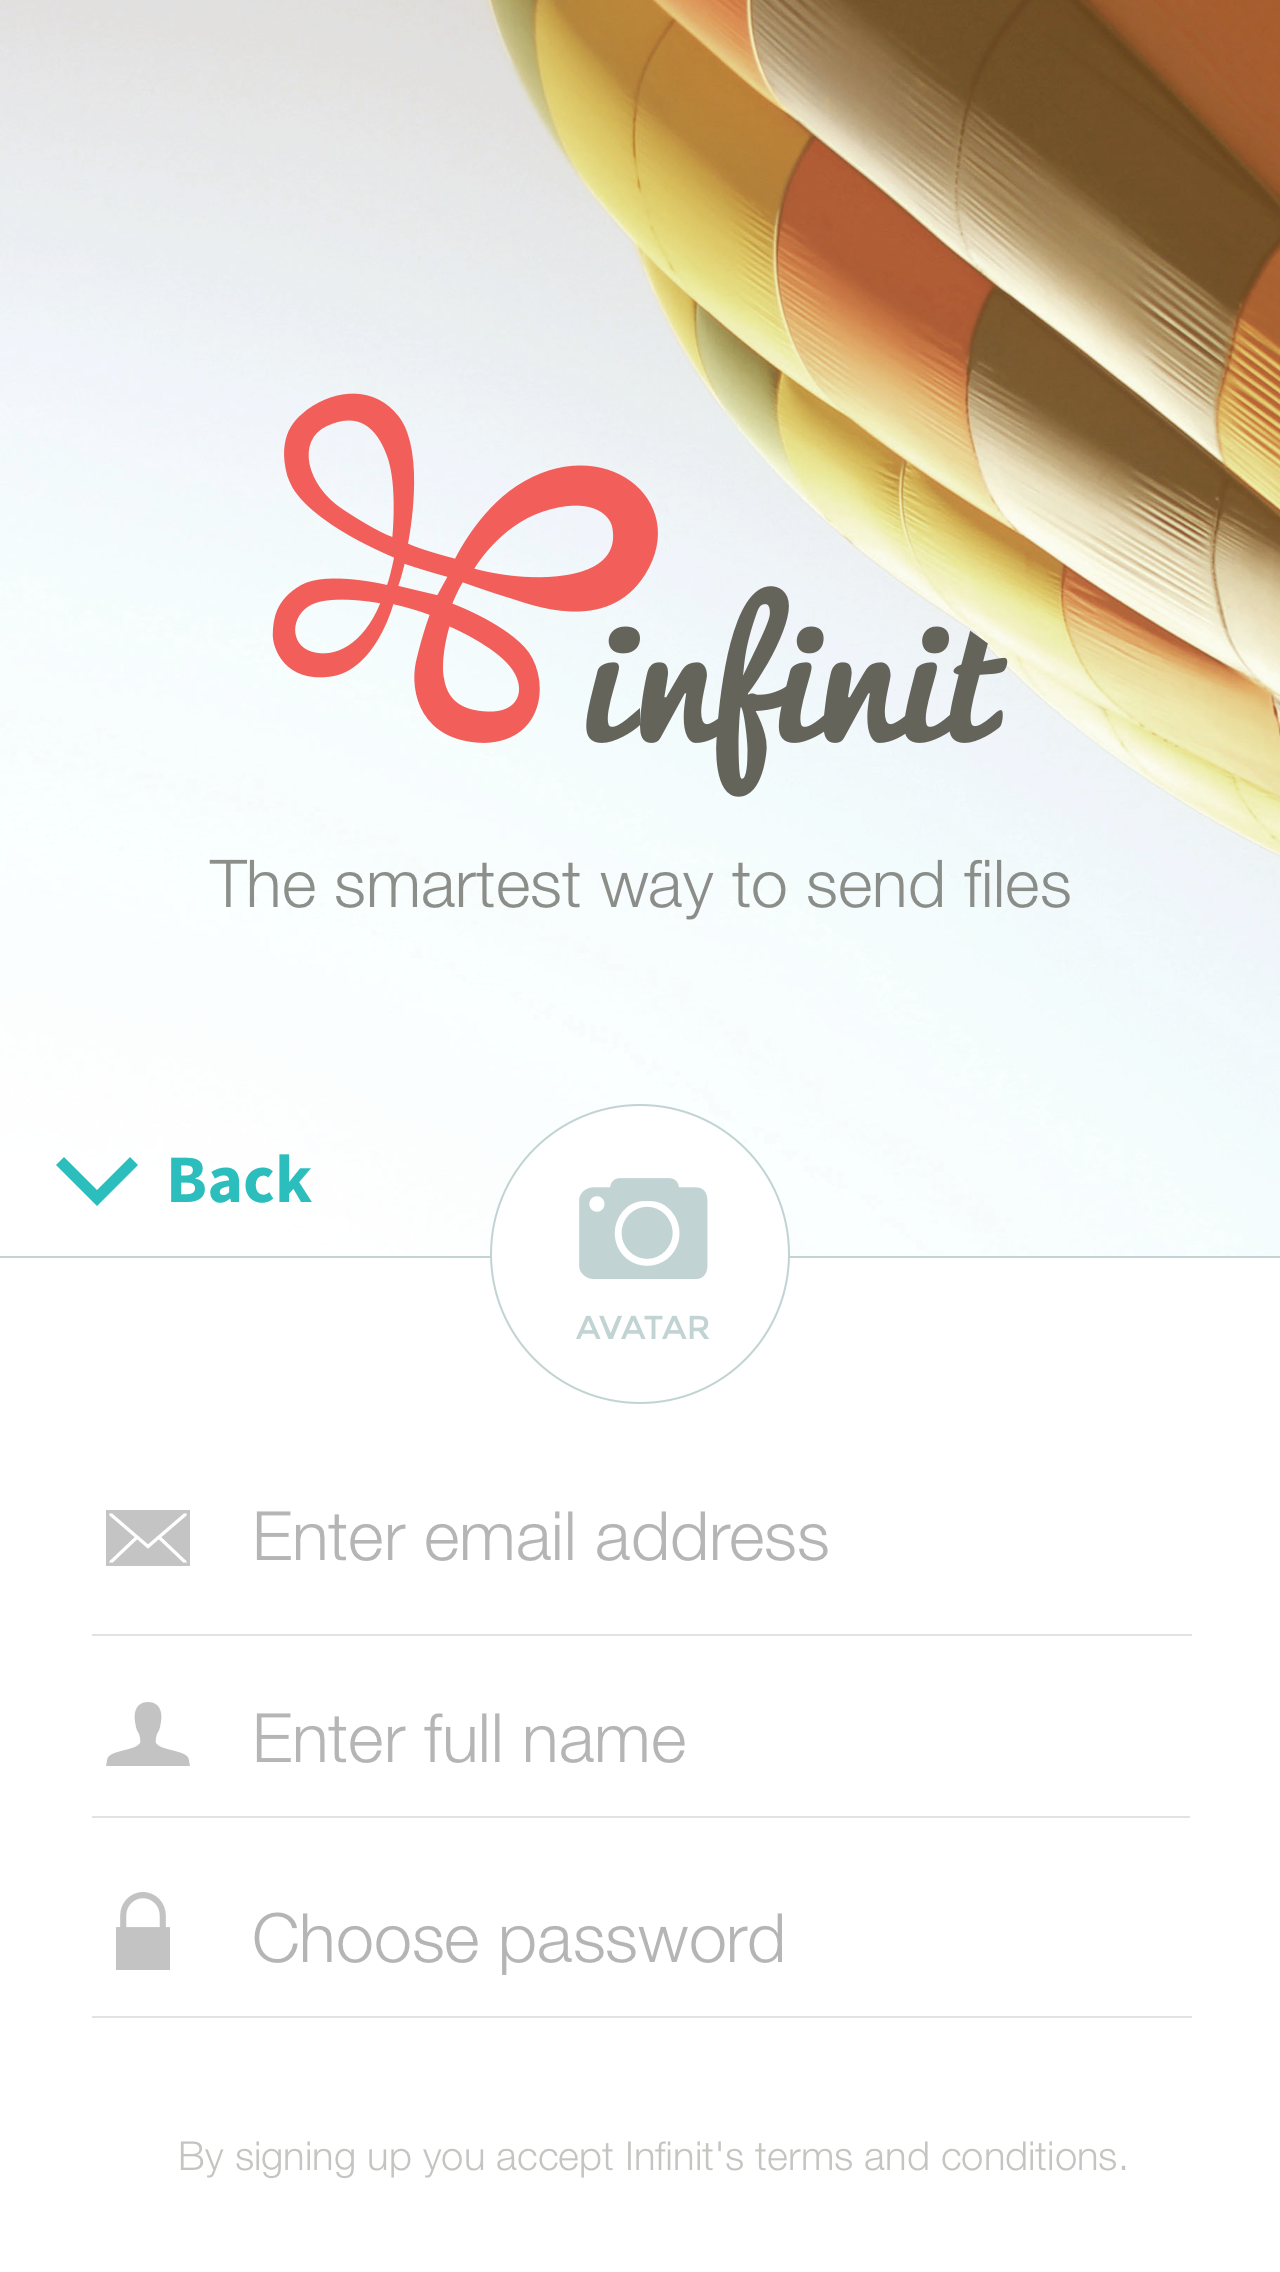 infinit
The smartest way to send files
Back
AVATAR
Enter email address
Enter full name
Choose password
By signing up you accept Infinit's terms and conditions.